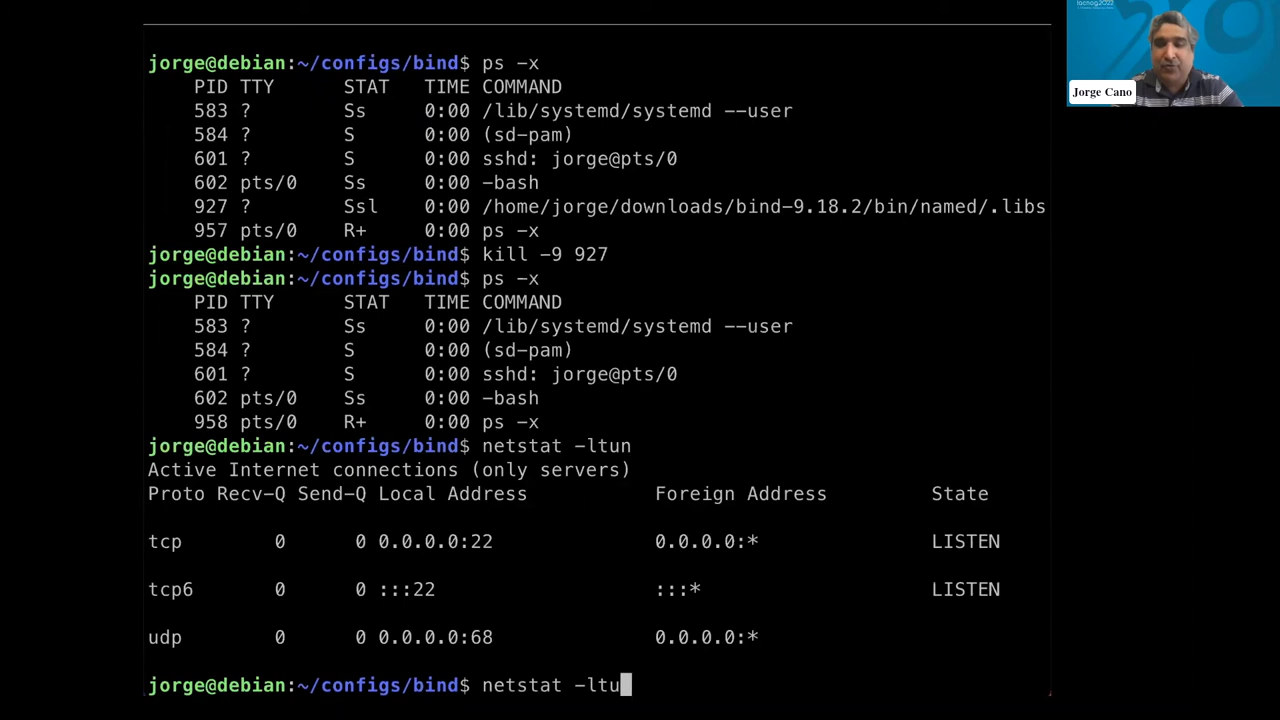 lacnog2022
Jorge Cano
jorge@debian:~/configs/bind$ ps -x
PID TTY STAT TIME COMMAND
583 ? Ss 0:00 /lib/systemd/systemd --user
584 ? S 0:00 (sd-pam)
601 ? S 0:00 sshd: jorge@pts/0
602 pts/0 Ss 0:00 -bash
927 ? Ssl 0:00 /home/jorge/downloads/bind-9.18.2/bin/named/.libs
957 pts/0 R+ 0:00 ps -x
jorge@debian:~/configs/bind$ kill -9 927
jorge@debian:~/configs/bind$ ps -x
PID TTY STAT TIME COMMAND
583 ? Ss 0:00 /lib/systemd/systemd --user
584 ? S 0:00 (sd-pam)
601 ? S 0:00 sshd: jorge@pts/0
602 pts/0 Ss 0:00 -bash
958 pts/0 R+ 0:00 ps -x
jorge@debian:~/configs/bind$ netstat -ltun
Active Internet connections (only servers)
Proto Recv-Q Send-Q Local Address Foreign Address State
tcp 0 0 0.0.0.0:22 0.0.0.0:* LISTEN
tcp6 0 0 :::22 :::* LISTEN
udp 0 0 0.0.0.0:68 0.0.0.0:*
jorge@debian:~/configs/bind$ netstat -ltu